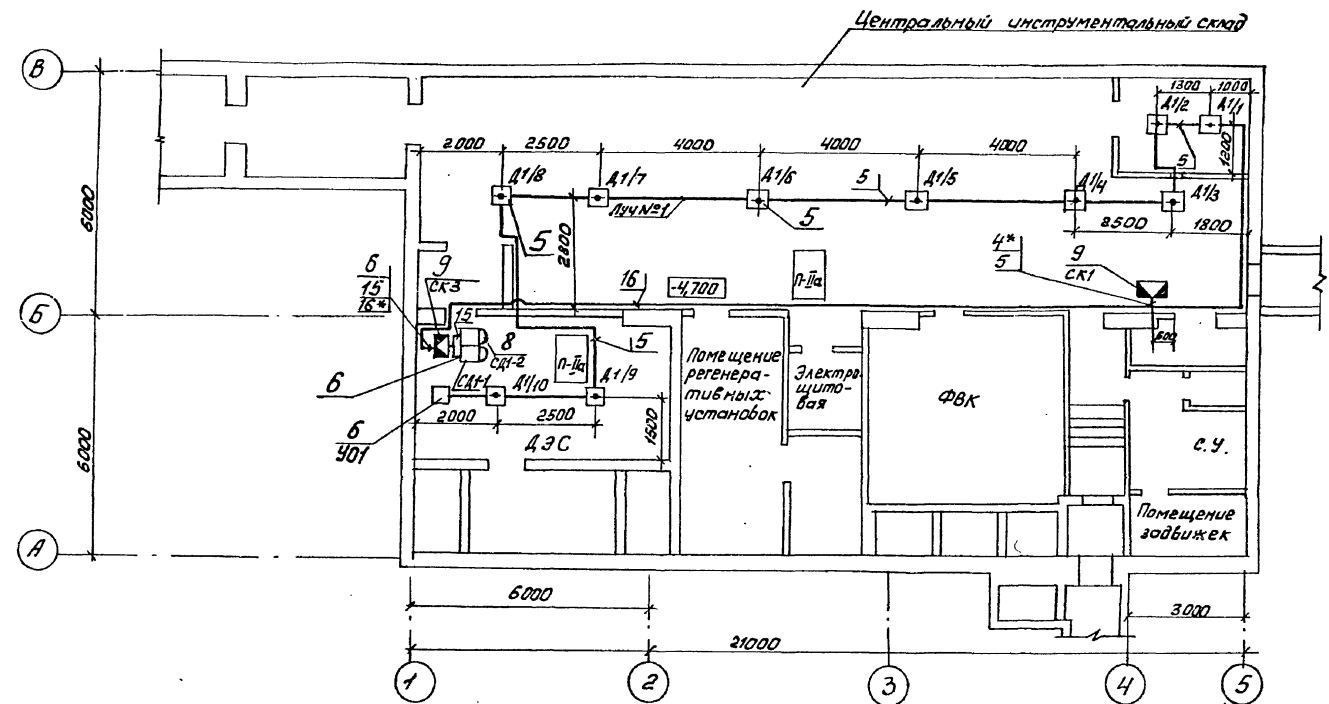 Центральный инструментальный склад
В
1300
1000
Д1/2
Д1/1
5
1200
2000
2500
4000
4000
4000
Д1/8
Д1/7
Д1/6
Д1/5
Д1/4
Д1/3
5
Луч №1
5
5
2800
2500
1800
6000
16
-4,700
П-IIа
4*
5
9
СК1
6
15
16*
9
СК3
Б
15
8
СД1-2
СД1-1
П-IIа
5
600
6
Д1/10
Д1/9
6
УО1
2000
2500
1500
ДЭС
Помещение
регенера-
тивных
установок
Электро-
щито-
вая
ФВК
С.У.
6000
Помещение
задвижек
А
6000
3000
21000
1
2
3
4
5